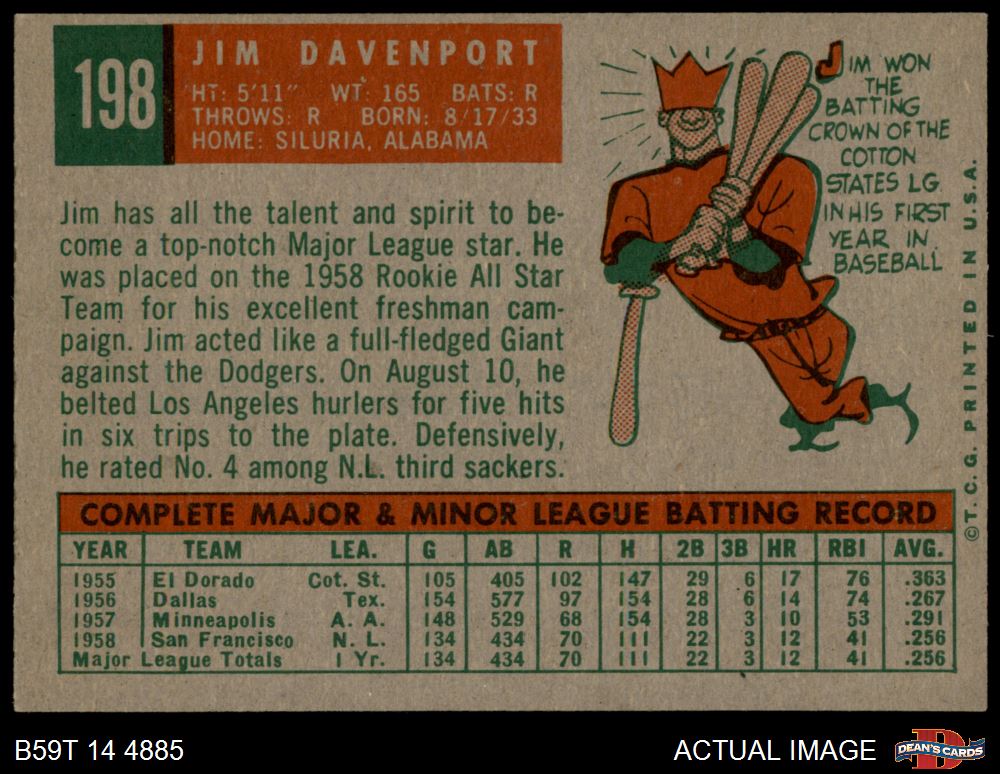 198
JIM DAVENPORT
HT: 5'11" WT: 165 BATS: R
THROWS: R BORN: 8/17/33
HOME: SILURIA, ALABAMA
Jim has all the talent and spirit to be-
come a top-notch Major League star. He
was placed on the 1958 Rookie All Star
Team for his excellent freshman cam-
paign. Jim acted like a full-fledged Giant
against the Dodgers. On August 10, he
belted Los Angeles hurlers for five hits
in six trips to the plate. Defensively,
he rated No. 4 among N.L. third sackers.
JIM WON
THE
BATTING
CROWN OF THE
COTTON
STATES LG.
IN HIS FIRST
YEAR IN
BASEBALL
© T.C.G. PRINTED IN U.S.A.
COMPLETE MAJOR & MINOR LEAGUE BATTING RECORD
YEAR TEAM LEA. G AB R H 2B 3B HR RBI AVG.
1955 El Dorado Cot. St. 105 405 102 147 29 6 17 76 .363
1956 Dallas Tex. 154 577 97 154 28 6 14 74 .267
1957 Minneapolis A. A. 148 529 68 154 28 3 10 53 .291
1958 San Francisco N. L. 134 434 70 111 22 3 12 41 .256
Major League Totals 1 Yr. 134 434 70 111 22 3 12 41 .256
B59T 14 4885
ACTUAL IMAGE
DEAN'S CARDS